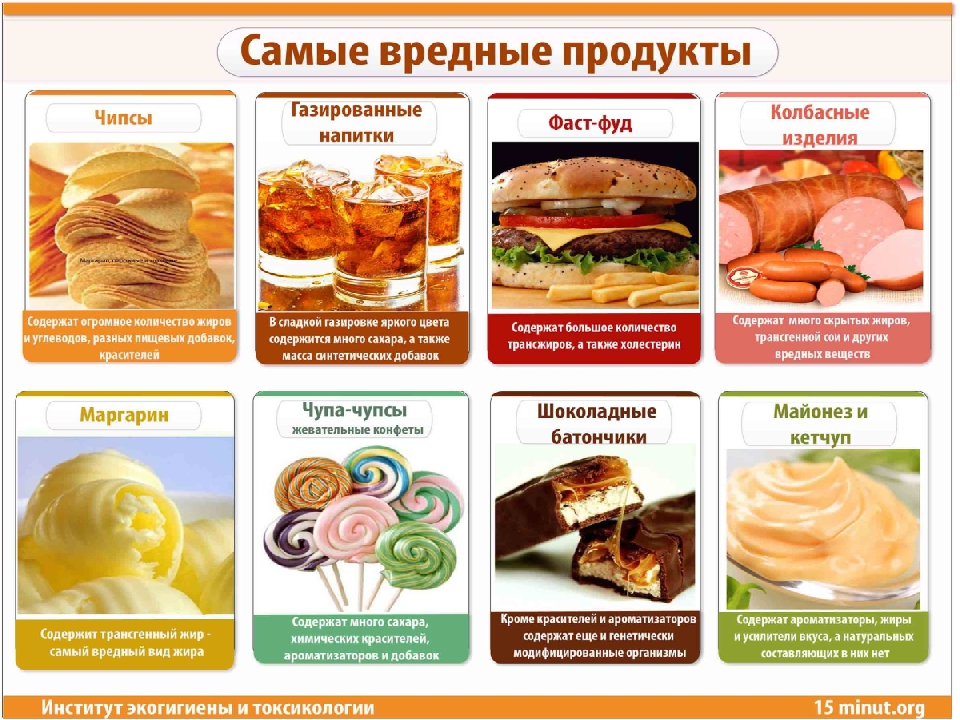 Самые вредные продукты
Чипсы
Содержат огромное количество жиров
и углеводов, разных пищевых добавок,
красителей
Газированные
напитки
В сладкой газировке яркого цвета
содержится много сахара, а также
масса синтетических добавок
Фаст-фуд
Содержат большое количество
трансжиров, а также холестерин
Колбасные
изделия
Содержат много скрытых жиров,
трансгенной сои и других
вредных веществ
Маргарин
Содержит трансгенный жир -
самый вредный вид жира
Чупа-чупсы
жевательные конфеты
Содержат много сахара,
химических красителей,
ароматизаторов и добавок
Шоколадные
батончики
Кроме красителей и ароматизаторов
содержат еще и генетически
модифицированные организмы
Майонез и
кетчуп
Содержат ароматизаторы, жиры
и усилители вкуса, а натуральных
составляющих в них нет
Институт экогигиены и токсикологии
15 minut.org